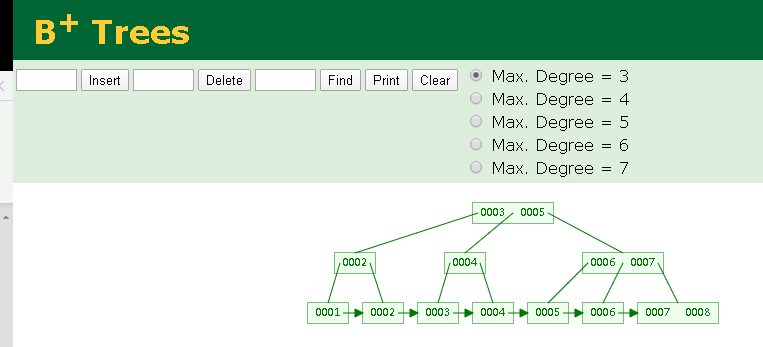 B+ Trees
Insert Delete Find Print Clear
Max. Degree = 3
Max. Degree = 4
Max. Degree = 5
Max. Degree = 6
Max. Degree = 7
0003 0005
0002 0004 0006 0007
0001 0002 0003 0004 0005 0006 0007 0008